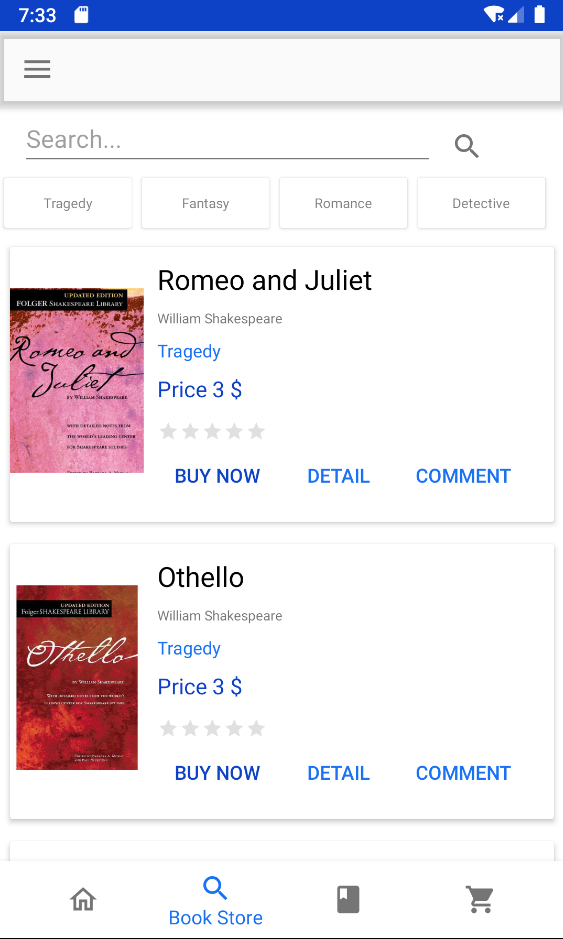 7:33
Search...
Tragedy
Fantasy
Romance
Detective
UPDATED EDITION
FOLGER SHAKESPEARE LIBRARY
Romeo and
Juliet
BY WILLIAM SHAKESPEARE
WITH DETAILED NOTES FROM
THE WORLD'S LEADING CENTER
FOR SHAKESPEARE STUDIES
Romeo and Juliet
William Shakespeare
Tragedy
Price 3 $
BUY NOW
DETAIL
COMMENT
UPDATED EDITION
Folger SHAKESPEARE LIBRARY
Othello
BY WILLIAM SHAKESPEARE
Othello
William Shakespeare
Tragedy
Price 3 $
BUY NOW
DETAIL
COMMENT
Book Store